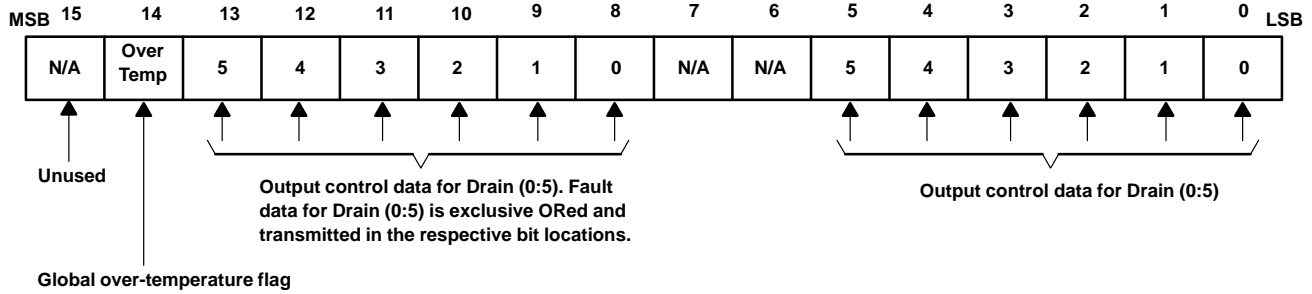 MSB 15 14 13 12 11 10 9 8 7 6 5 4 3 2 1 0 LSB
N/A Over Temp 5 4 3 2 1 0 N/A N/A 5 4 3 2 1 0
Unused
Output control data for Drain (0:5). Fault
data for Drain (0:5) is exclusive ORed and
transmitted in the respective bit locations.
Output control data for Drain (0:5)
Global over-temperature flag